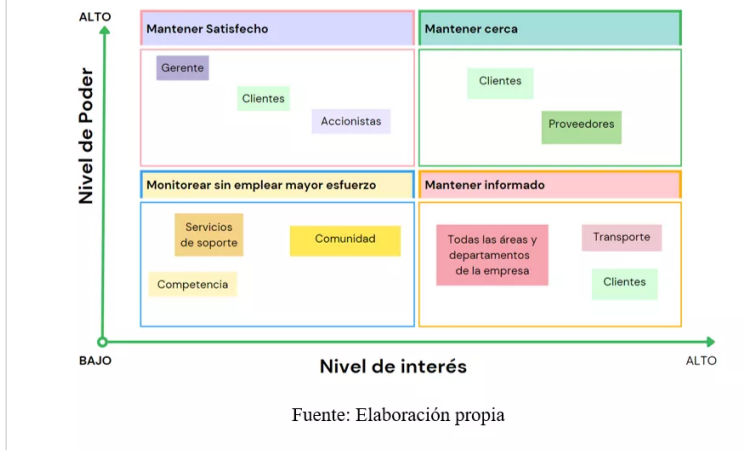 ALTO
Mantener Satisfecho
Mantener cerca
Gerente
Clientes
Accionistas
Clientes
Proveedores
Nivel de Poder
Monitorear sin emplear mayor esfuerzo
Mantener informado
Servicios
de soporte
Comunidad
Competencia
Todas las áreas y
departamentos
de la empresa
Transporte
Clientes
BAJO
Nivel de interés
ALTO
Fuente: Elaboración propia